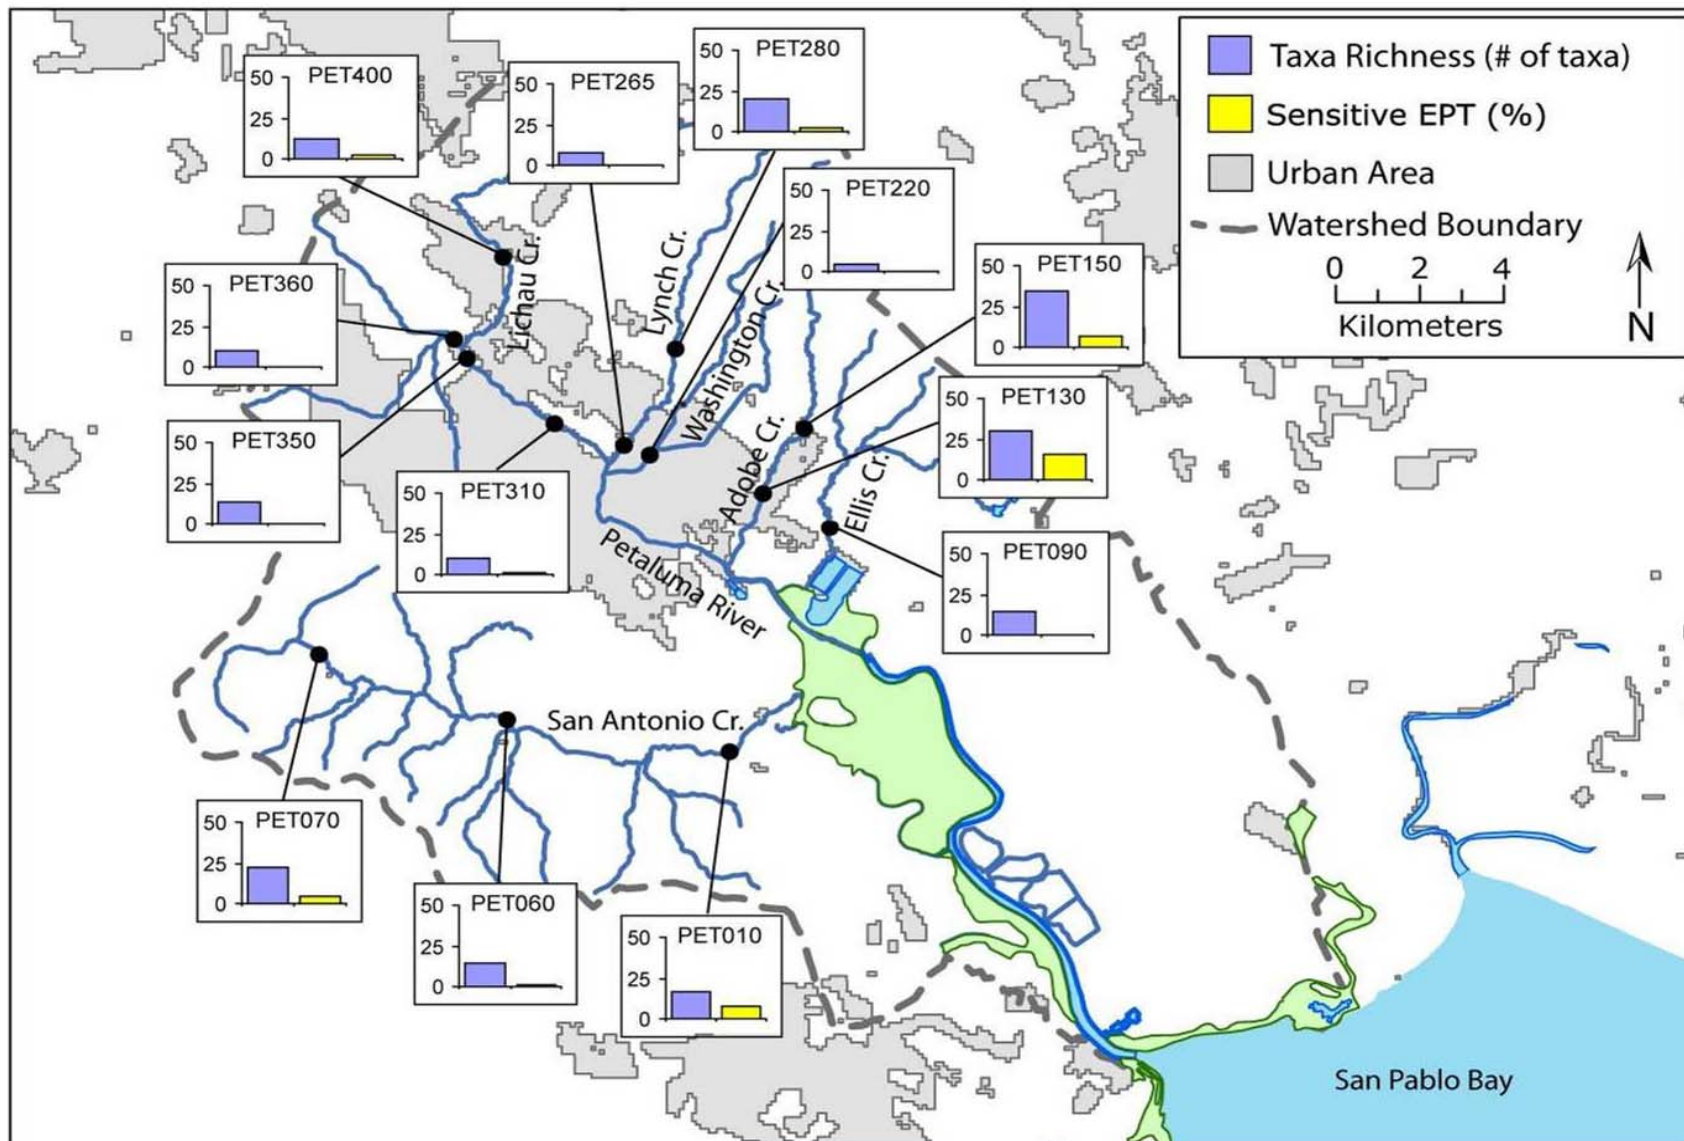 PET400
50
25
0
PET265
50
25
0
PET280
50
25
0
PET220
50
25
0
PET150
50
25
0
PET360
50
25
0
PET350
50
25
0
PET310
50
25
0
PET130
50
25
0
PET090
50
25
0
PET070
50
25
0
PET060
50
25
0
PET010
50
25
0
Lichau Cr.
Lynch Cr.
Washington Cr.
Adobe Cr.
Ellis Cr.
Petaluma River
San Antonio Cr.
San Pablo Bay
Taxa Richness (# of taxa)
Sensitive EPT (%)
Urban Area
Watershed Boundary
0 2 4
Kilometers
N